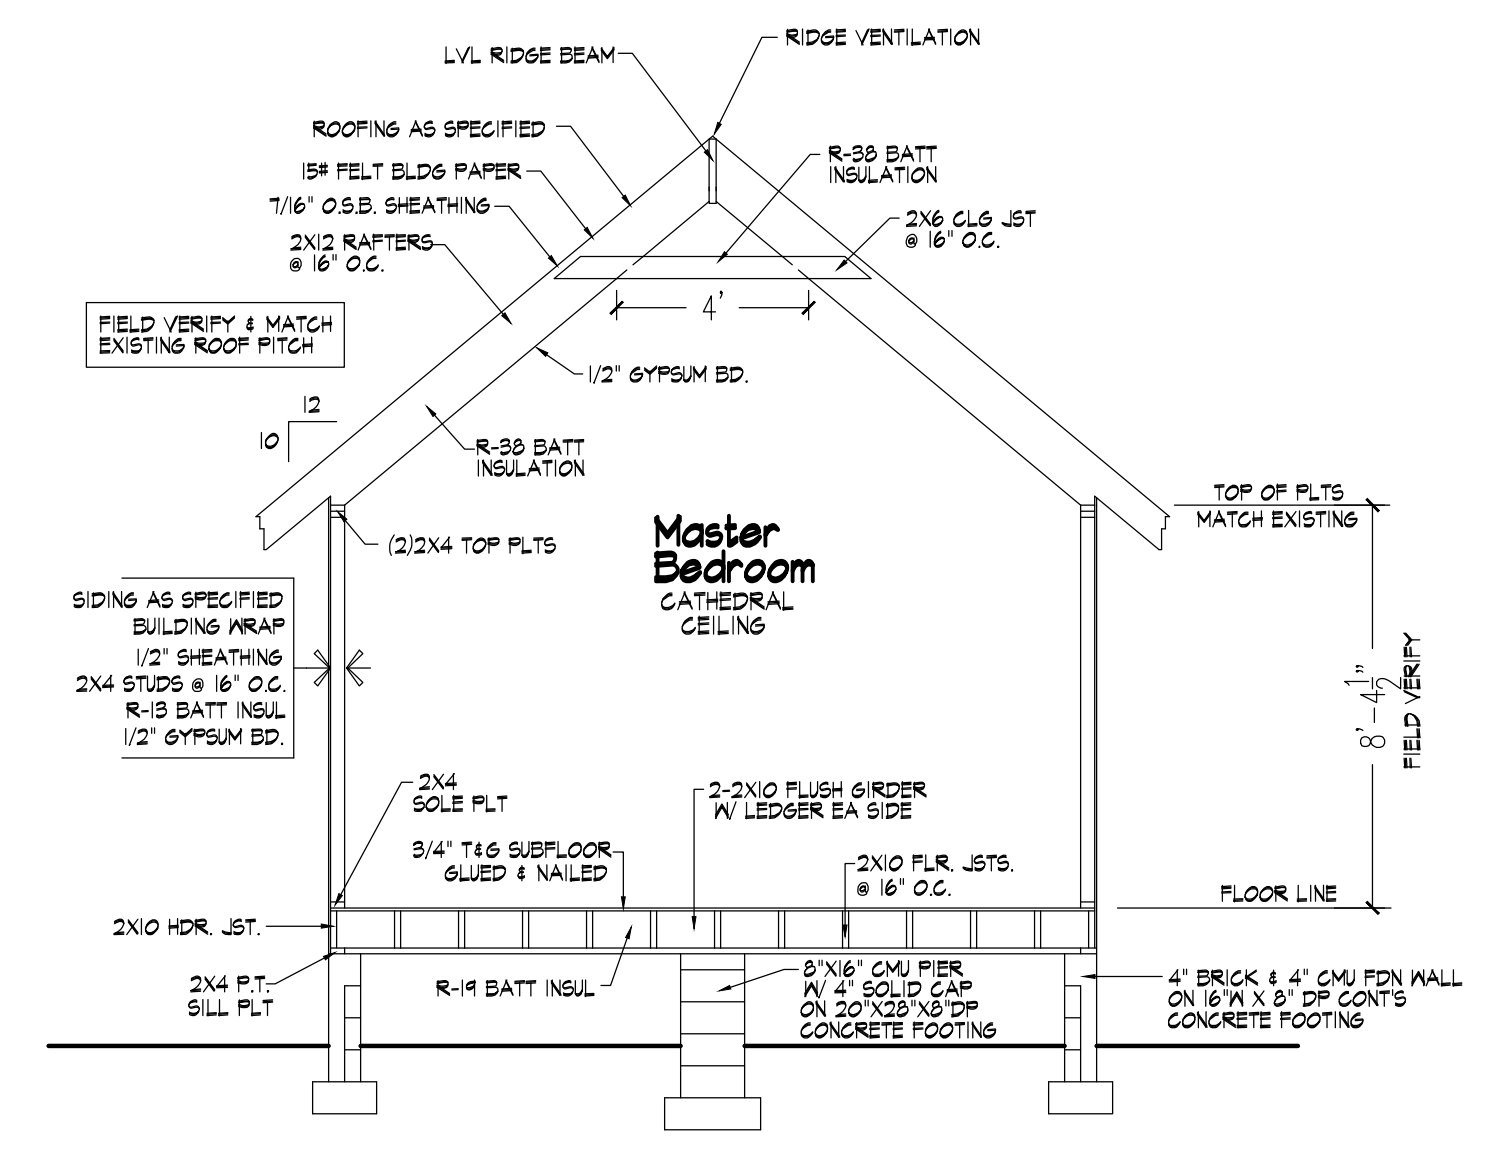 RIDGE VENTILATION
LVL RIDGE BEAM
ROOFING AS SPECIFIED
15# FELT BLDG PAPER
7/16" O.S.B. SHEATHING
2X12 RAFTERS
@ 16" O.C.
R-38 BATT
INSULATION
2X6 CLG JST
@ 16" O.C.
4'
FIELD VERIFY & MATCH
EXISTING ROOF PITCH
1/2" GYPSUM BD.
12
10
R-38 BATT
INSULATION
TOP OF PLTS
MATCH EXISTING
(2)2X4 TOP PLTS
Master
Bedroom
CATHEDRAL
CEILING
SIDING AS SPECIFIED
BUILDING WRAP
1/2" SHEATHING
2X4 STUDS @ 16" O.C.
R-13 BATT INSUL
1/2" GYPSUM BD.
8'-4 1/2"
FIELD VERIFY
2X4
SOLE PLT
2-2X10 FLUSH GIRDER
W/ LEDGER EA SIDE
3/4" T&G SUBFLOOR
GLUED & NAILED
2X10 FLR. JSTS.
@ 16" O.C.
FLOOR LINE
2X10 HDR. JST.
2X4 P.T.
SILL PLT
R-19 BATT INSUL
8"X16" CMU PIER
W/ 4" SOLID CAP
ON 20"X28"X8"DP
CONCRETE FOOTING
4" BRICK & 4" CMU FDN WALL
ON 16"W X 8" DP CONT'S
CONCRETE FOOTING